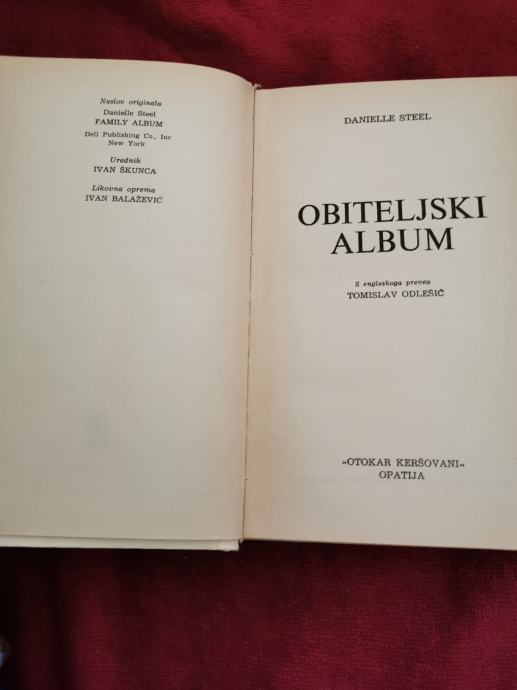 Naslov originala
Danielle Steel
FAMILY ALBUM
Dell Publishing Co., Inc
New York
Urednik
IVAN ŠKUNCA
Likovna oprema
IVAN BALAŽEVIĆ
DANIELLE STEEL
OBITELJSKI
ALBUM
S engleskoga preveo
TOMISLAV ODLEŠIĆ
»OTOKAR KERŠOVANI«
OPATIJA